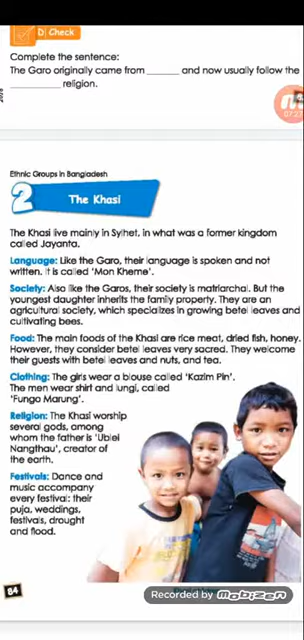 D Check
Complete the sentence:
The Garo originally came from ______ and now usually follow the
__________ religion.
Ethnic Groups in Bangladesh
2 The Khasi
The Khasi live mainly in Sylhet, in what was a former kingdom
called Jayanta.
Language: Like the Garo, their language is spoken and not
written. It is called 'Mon Kheme'.
Society: Also like the Garos, their society is matriarchal. But the
youngest daughter inherits the family property. They are an
agricultural society, which specializes in growing betel leaves and
cultivating bees.
Food: The main foods of the Khasi are rice meat, dried fish, honey.
However, they consider betel leaves very sacred. They welcome
their guests with betel leaves and nuts, and tea.
Clothing: The girls wear a blouse called 'Kazim Pin'.
The men wear shirt and lungi, called
'Fungo Marung'.
Religion: The Khasi worship
several gods, among
whom the father is 'Ublei
Nangthau', creator of
the earth.
Festivals: Dance and
music accompany
every festival: their
puja, weddings,
festivals, drought
and flood.
84
Recorded by mobizen